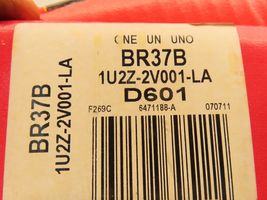 ONE UN UNO
BR37B
1U2Z-2V001-LA
D601
F269C 6471188-A 070711
BR37B
1U2Z-2V001-LA